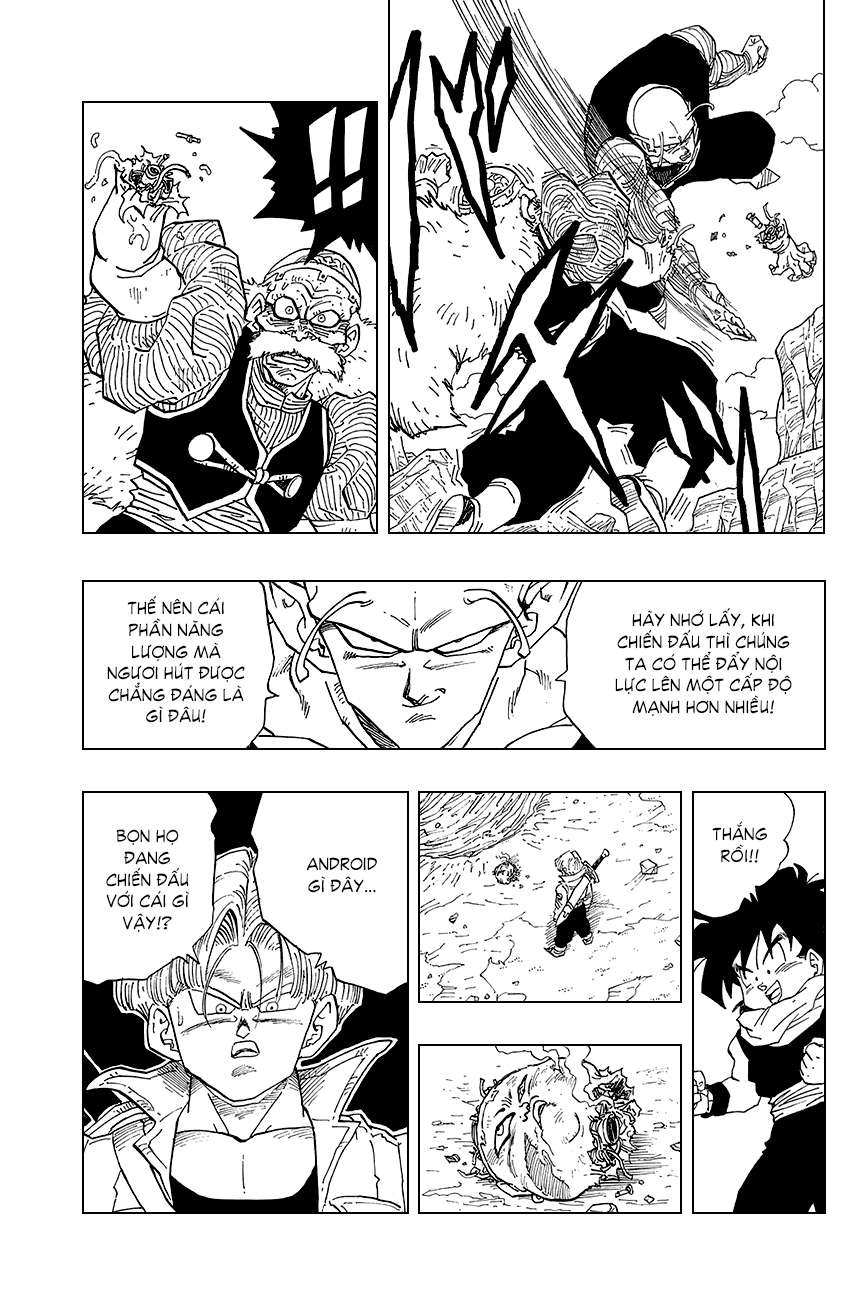 !!
HÃY NHỚ LẤY, KHI
CHIẾN ĐẤU THÌ CHÚNG
TA CÓ THỂ ĐẨY NỘI
LỰC LÊN MỘT CẤP ĐỘ
MẠNH HƠN NHIỀU!
THẾ NÊN CÁI
PHẦN NĂNG
LƯỢNG MÀ
NGƯƠI HÚT ĐƯỢC
CHẲNG ĐÁNG LÀ
GÌ ĐÂU!
THẮNG
RỒI!!
ANDROID
GÌ ĐÂY...
BỌN HỌ
ĐANG
CHIẾN ĐẤU
VỚI CÁI GÌ
VẬY!?